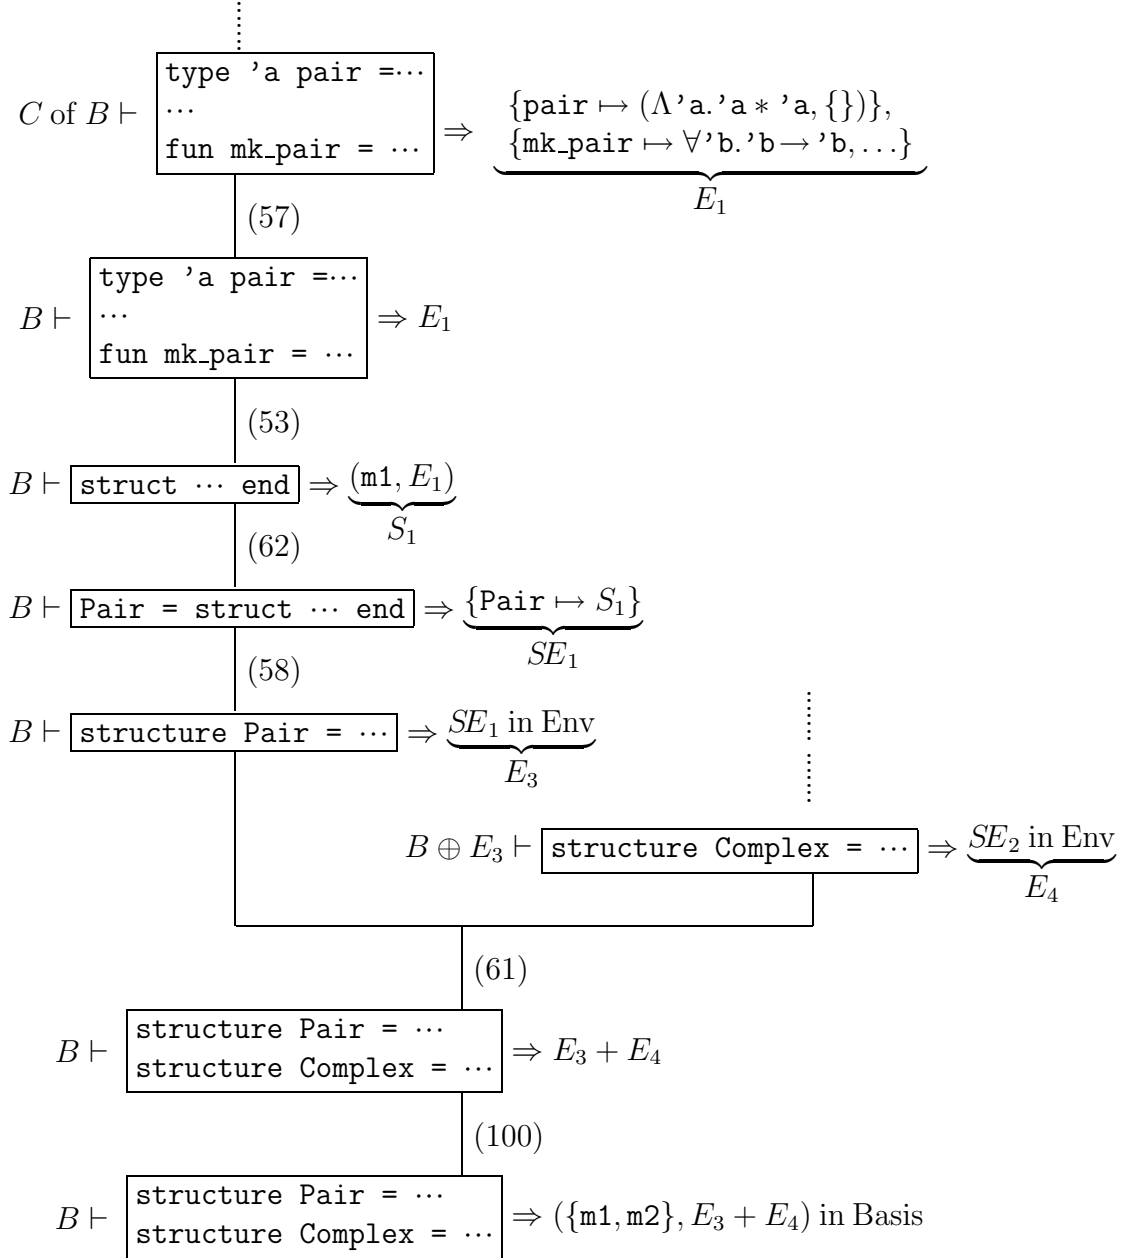 type 'a pair =···
C of B ⊢ ··· ⇒ {pair ↦ (Λ'a.'a ∗ 'a, {})},
fun mk_pair = ··· {mk_pair ↦ ∀'b.'b → 'b, ...}
E₁
(57)
type 'a pair =···
B ⊢ ··· ⇒ E₁
fun mk_pair = ···
(53)
B ⊢ struct ··· end ⇒ (m1, E₁)
S₁
(62)
B ⊢ Pair = struct ··· end ⇒ {Pair ↦ S₁}
SE₁
(58)
B ⊢ structure Pair = ··· ⇒ SE₁ in Env
E₃
B ⊕ E₃ ⊢ structure Complex = ··· ⇒ SE₂ in Env
E₄
(61)
structure Pair = ···
B ⊢ ⇒ E₃ + E₄
structure Complex = ···
(100)
structure Pair = ···
B ⊢ ⇒ ({m1, m2}, E₃ + E₄) in Basis
structure Complex = ···